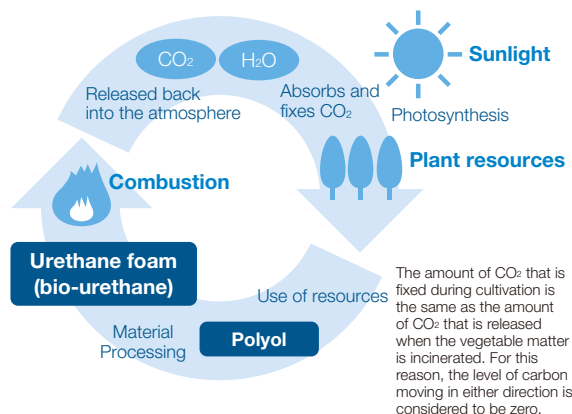 CO₂
H₂O
Sunlight
Released back
into the atmosphere
Absorbs and
fixes CO₂
Photosynthesis
Plant resources
Combustion
Urethane foam
(bio-urethane)
Use of resources
Material
Processing
Polyol
The amount of CO₂ that is
fixed during cultivation is
the same as the amount
of CO₂ that is released
when the vegetable matter
is incinerated. For this
reason, the level of carbon
moving in either direction is
considered to be zero.